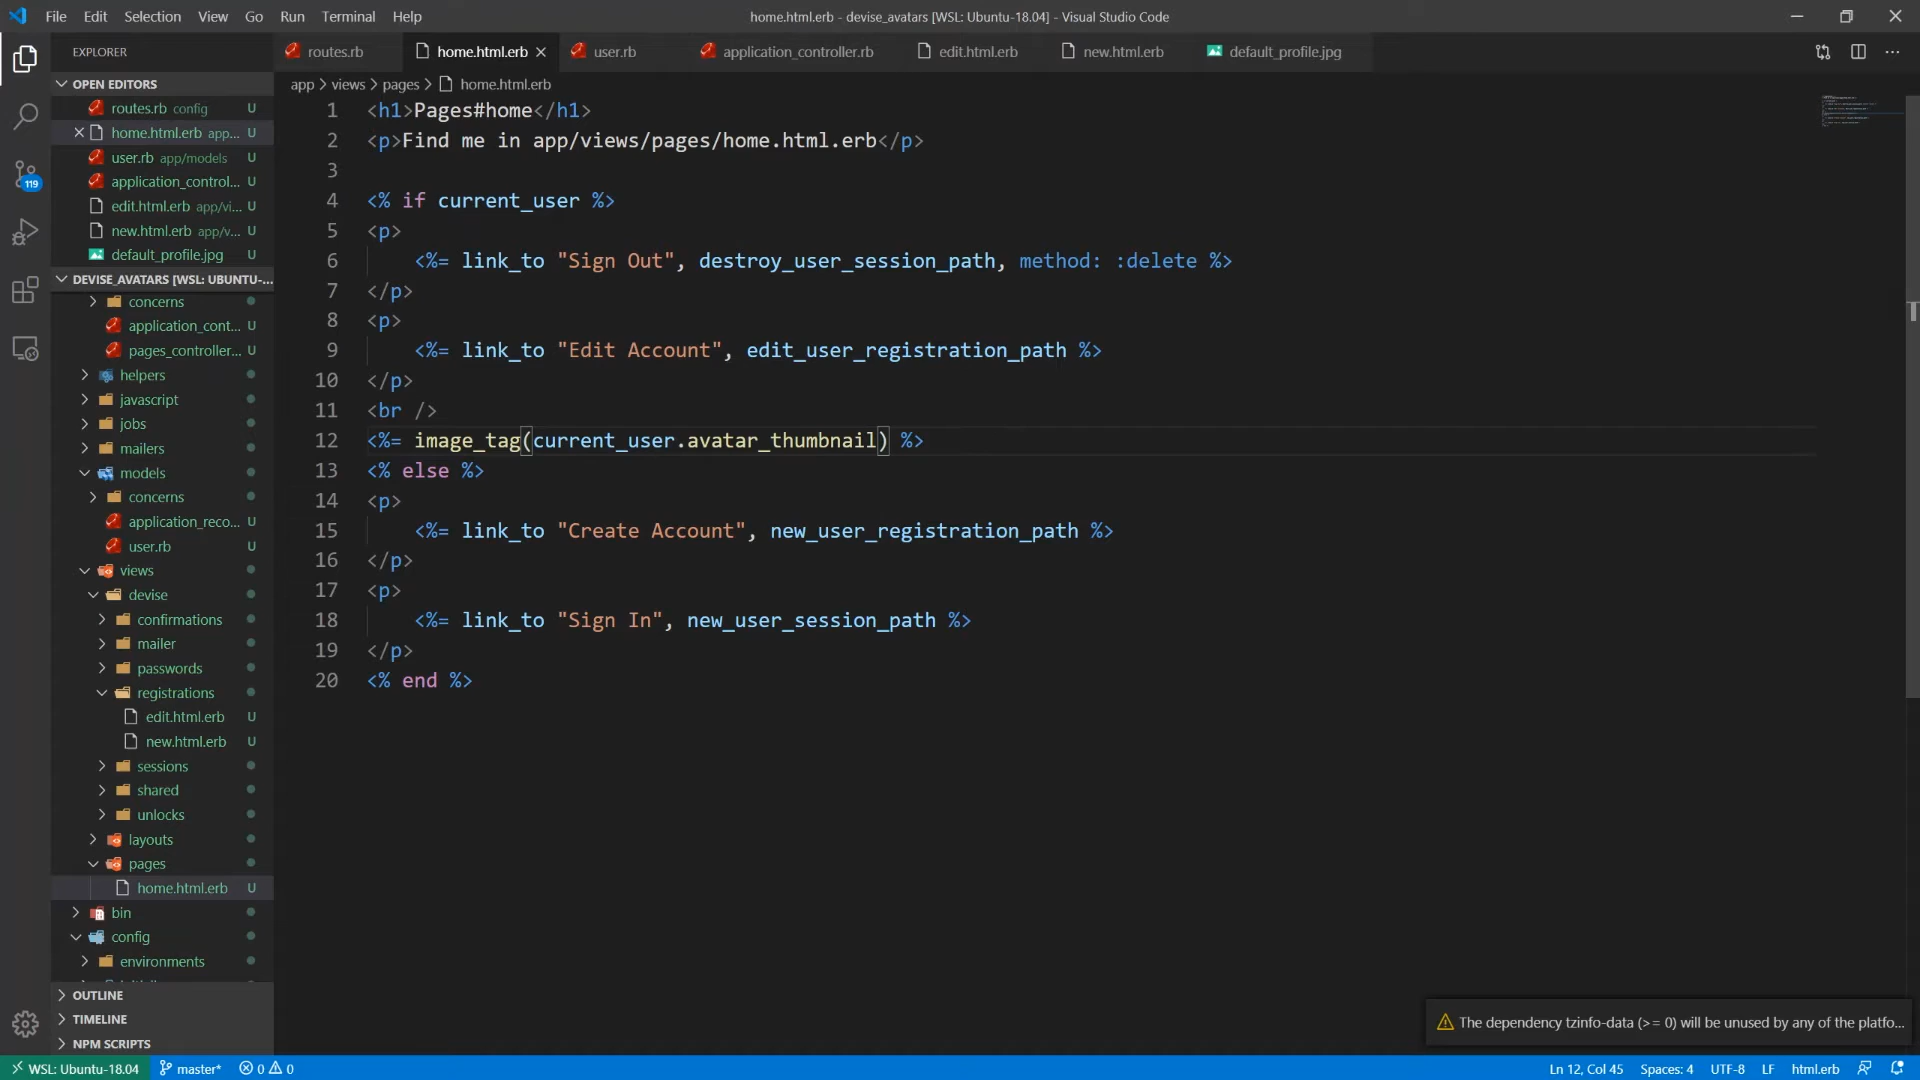 File Edit Selection View Go Run Terminal Help
home.html.erb - devise_avatars [WSL: Ubuntu-18.04] - Visual Studio Code
EXPLORER
routes.rb home.html.erb user.rb application_controller.rb edit.html.erb new.html.erb default_profile.jpg
app > views > pages > home.html.erb
OPEN EDITORS
routes.rb config U
home.html.erb app... U
user.rb app/models U
application_control... U
edit.html.erb app/vi... U
new.html.erb app/v... U
default_profile.jpg U
DEVISE_AVATARS [WSL: UBUNTU-...
concerns
application_cont... U
pages_controller... U
helpers
javascript
jobs
mailers
models
concerns
application_reco... U
user.rb U
views
devise
confirmations
mailer
passwords
registrations
edit.html.erb U
new.html.erb U
sessions
shared
unlocks
layouts
pages
home.html.erb U
bin
config
environments
OUTLINE
TIMELINE
NPM SCRIPTS
119
1 <h1>Pages#home</h1>
2 <p>Find me in app/views/pages/home.html.erb</p>
3
4 <% if current_user %>
5 <p>
6 <%= link_to "Sign Out", destroy_user_session_path, method: :delete %>
7 </p>
8 <p>
9 <%= link_to "Edit Account", edit_user_registration_path %>
10 </p>
11 <br />
12 <%= image_tag(current_user.avatar_thumbnail) %>
13 <% else %>
14 <p>
15 <%= link_to "Create Account", new_user_registration_path %>
16 </p>
17 <p>
18 <%= link_to "Sign In", new_user_session_path %>
19 </p>
20 <% end %>
The dependency tzinfo-data (>= 0) will be unused by any of the platfo...
WSL: Ubuntu-18.04 master* 0 0 Ln 12, Col 45 Spaces: 4 UTF-8 LF html.erb